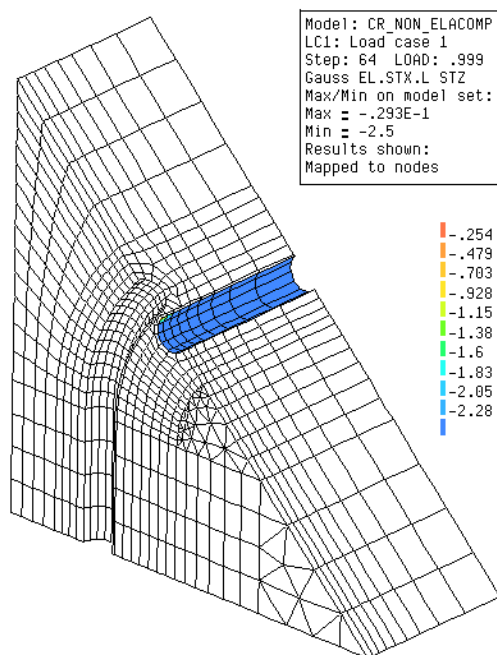 Model: CR_NON_ELACOMP
LC1: Load case 1
Step: 64 LOAD: .999
Gauss EL.STX.L STZ
Max/Min on model set:
Max = -.293E-1
Min = -2.5
Results shown:
Mapped to nodes
-.254
-.479
-.703
-.928
-1.15
-1.38
-1.6
-1.83
-2.05
-2.28